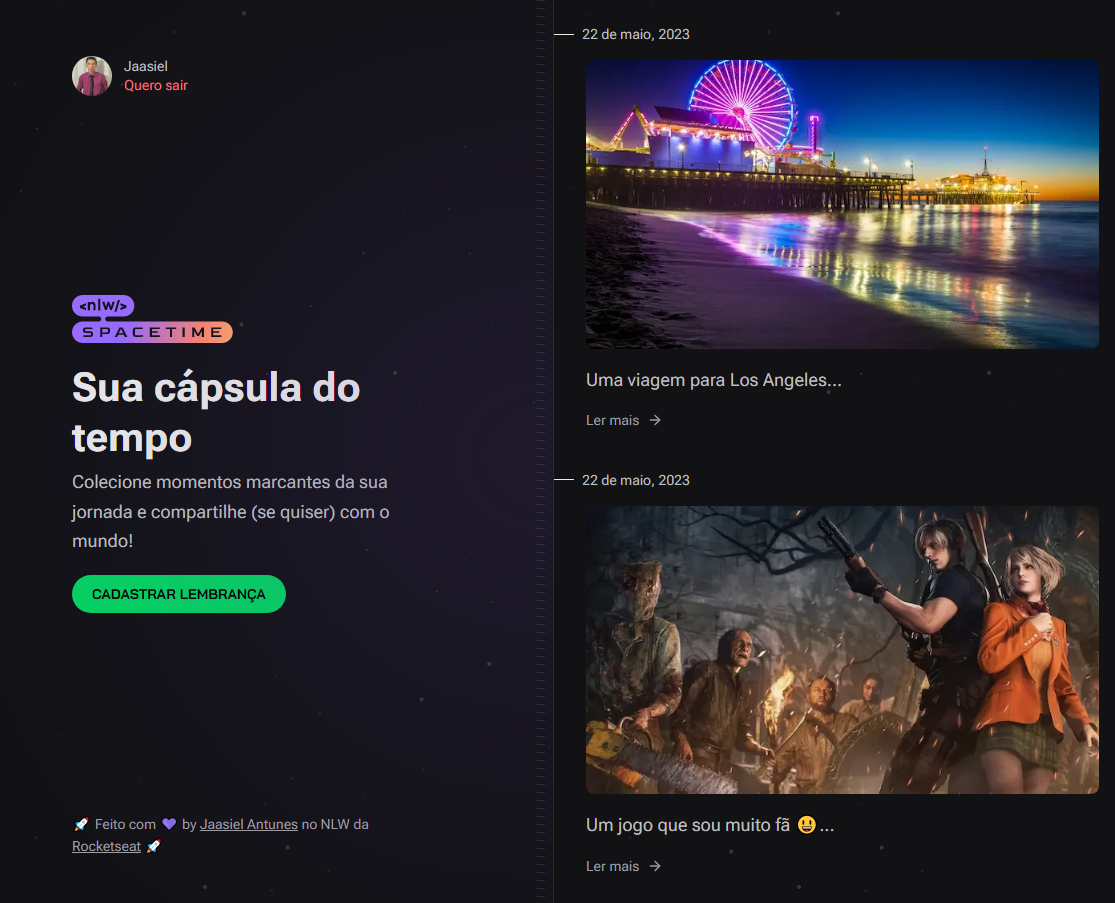 Jaasiel
Quero sair
<nlw/>
SPACETIME
Sua cápsula do
tempo
Colecione momentos marcantes da sua
jornada e compartilhe (se quiser) com o
mundo!
CADASTRAR LEMBRANÇA
🚀 Feito com 💜 by Jaasiel Antunes no NLW da
Rocketseat 🚀
22 de maio, 2023
Uma viagem para Los Angeles...
Ler mais →
22 de maio, 2023
Um jogo que sou muito fã 😃...
Ler mais →